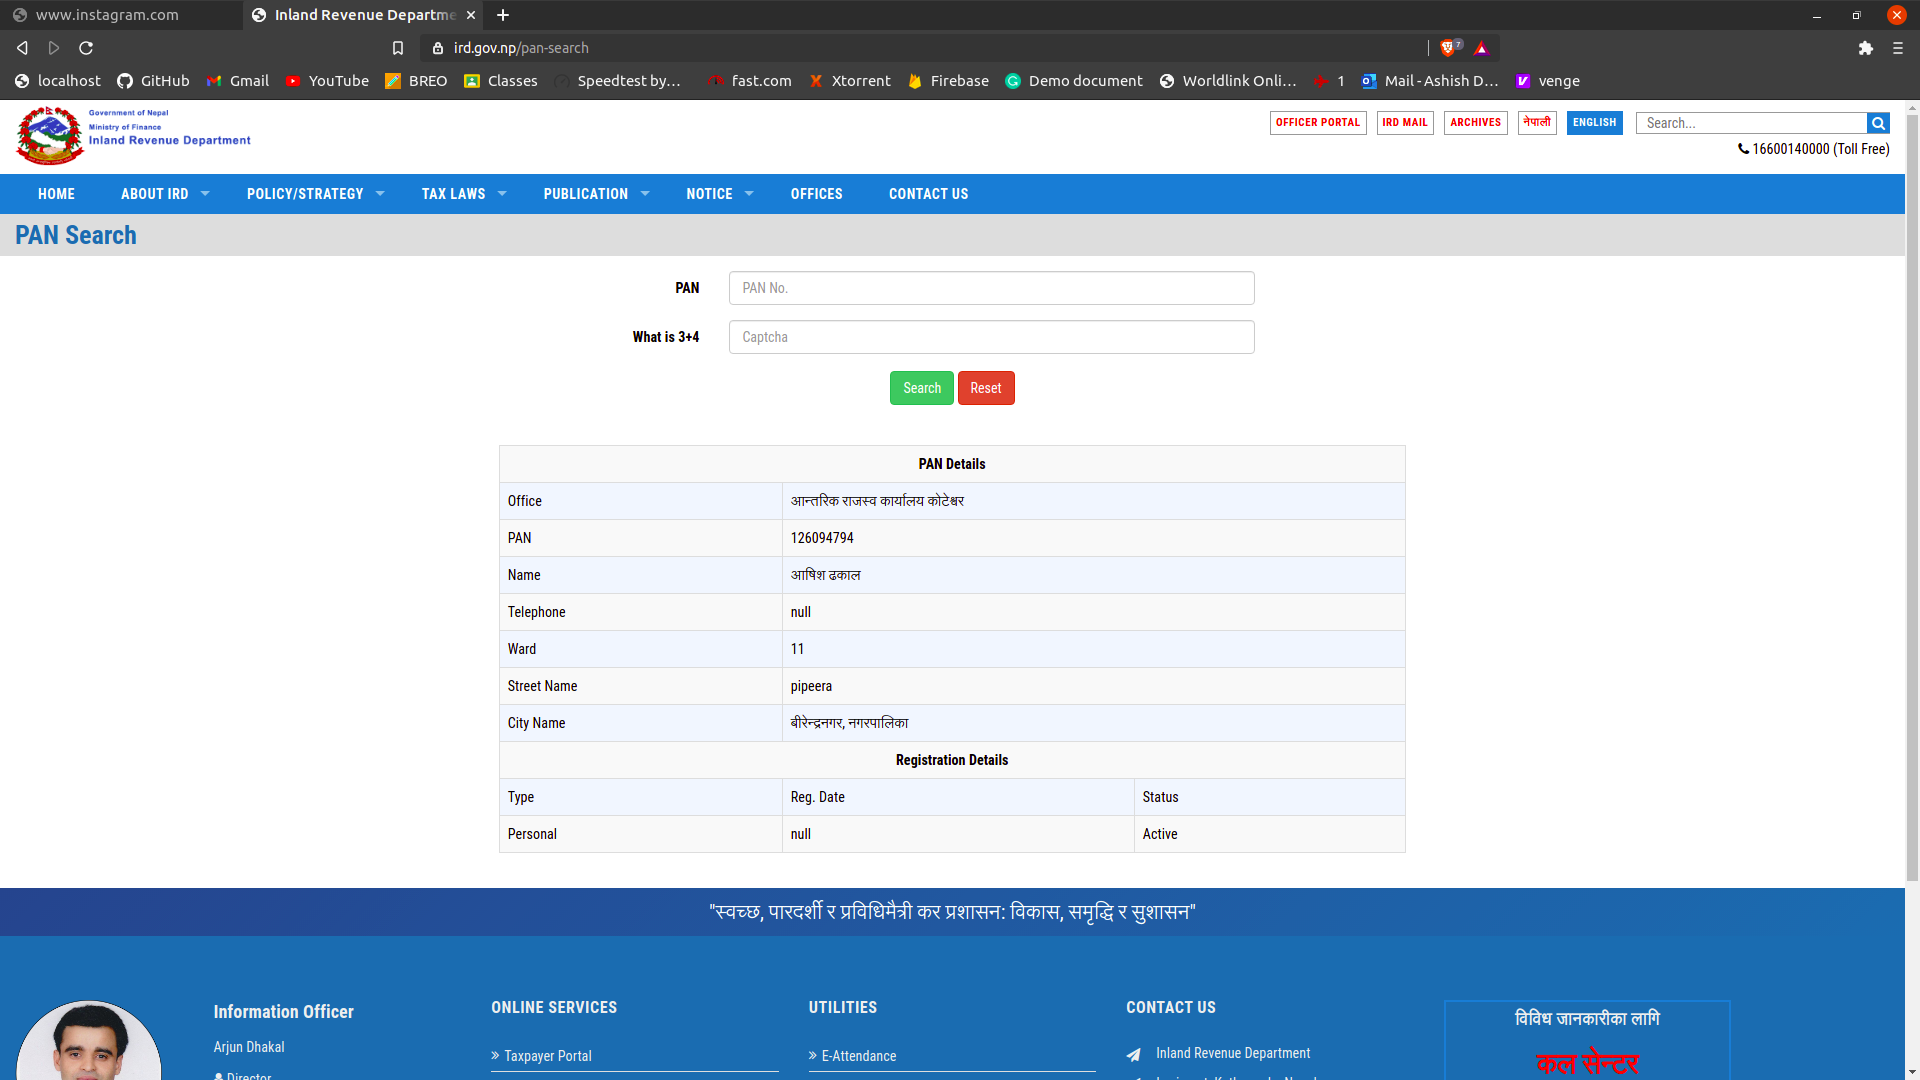 www.instagram.com
Inland Revenue Departme
ird.gov.np/pan-search
7
localhost
GitHub
Gmail
YouTube
BREO
Classes
Speedtest by...
fast.com
Xtorrent
Firebase
Demo document
Worldlink Onli...
1
Mail - Ashish D...
venge
Government of Nepal
Ministry of Finance
Inland Revenue Department
OFFICER PORTAL
IRD MAIL
ARCHIVES
नेपाली
ENGLISH
Search...
16600140000 (Toll Free)
HOME
ABOUT IRD
POLICY/STRATEGY
TAX LAWS
PUBLICATION
NOTICE
OFFICES
CONTACT US
PAN Search
PAN
PAN No.
What is 3+4
Captcha
Search
Reset
PAN Details
Office
आन्तरिक राजस्व कार्यालय कोटेश्वर
PAN
126094794
Name
आषिश ढकाल
Telephone
null
Ward
11
Street Name
pipeera
City Name
बीरेन्द्रनगर, नगरपालिका
Registration Details
Type
Reg. Date
Status
Personal
null
Active
"स्वच्छ, पारदर्शी र प्रविधिमैत्री कर प्रशासन: विकास, समृद्धि र सुशासन"
Information Officer
Arjun Dhakal
Director
ONLINE SERVICES
Taxpayer Portal
UTILITIES
E-Attendance
CONTACT US
Inland Revenue Department
विविध जानकारीका लागि
कल सेन्टर